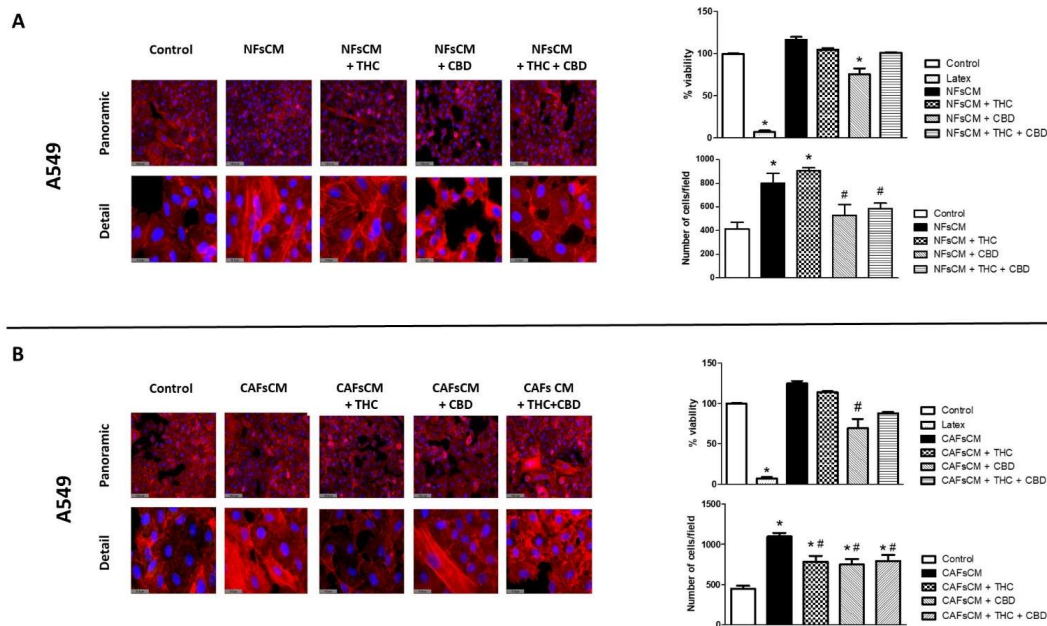 A
A549
Control
NFsCM
NFsCM
+ THC
NFsCM
+ CBD
NFsCM
+ THC + CBD
Panoramic
Detail
% viability
150
100
50
0
*
*
Control
Latex
NFsCM
NFsCM + THC
NFsCM + CBD
NFsCM + THC + CBD
Number of cells/field
1000
800
600
400
200
0
*
*
#
#
Control
NFsCM
NFsCM + THC
NFsCM + CBD
NFsCM + THC + CBD
B
A549
Control
CAFsCM
CAFsCM
+ THC
CAFsCM
+ CBD
CAFs CM
+ THC+CBD
Panoramic
Detail
% viability
150
100
50
0
*
#
Control
Latex
CAFsCM
CAFsCM + THC
CAFsCM + CBD
CAFsCM + THC + CBD
Number of cells/field
1500
1000
500
0
*
* #
* #
* #
Control
CAFsCM
CAFsCM + THC
CAFsCM + CBD
CAFsCM + THC + CBD